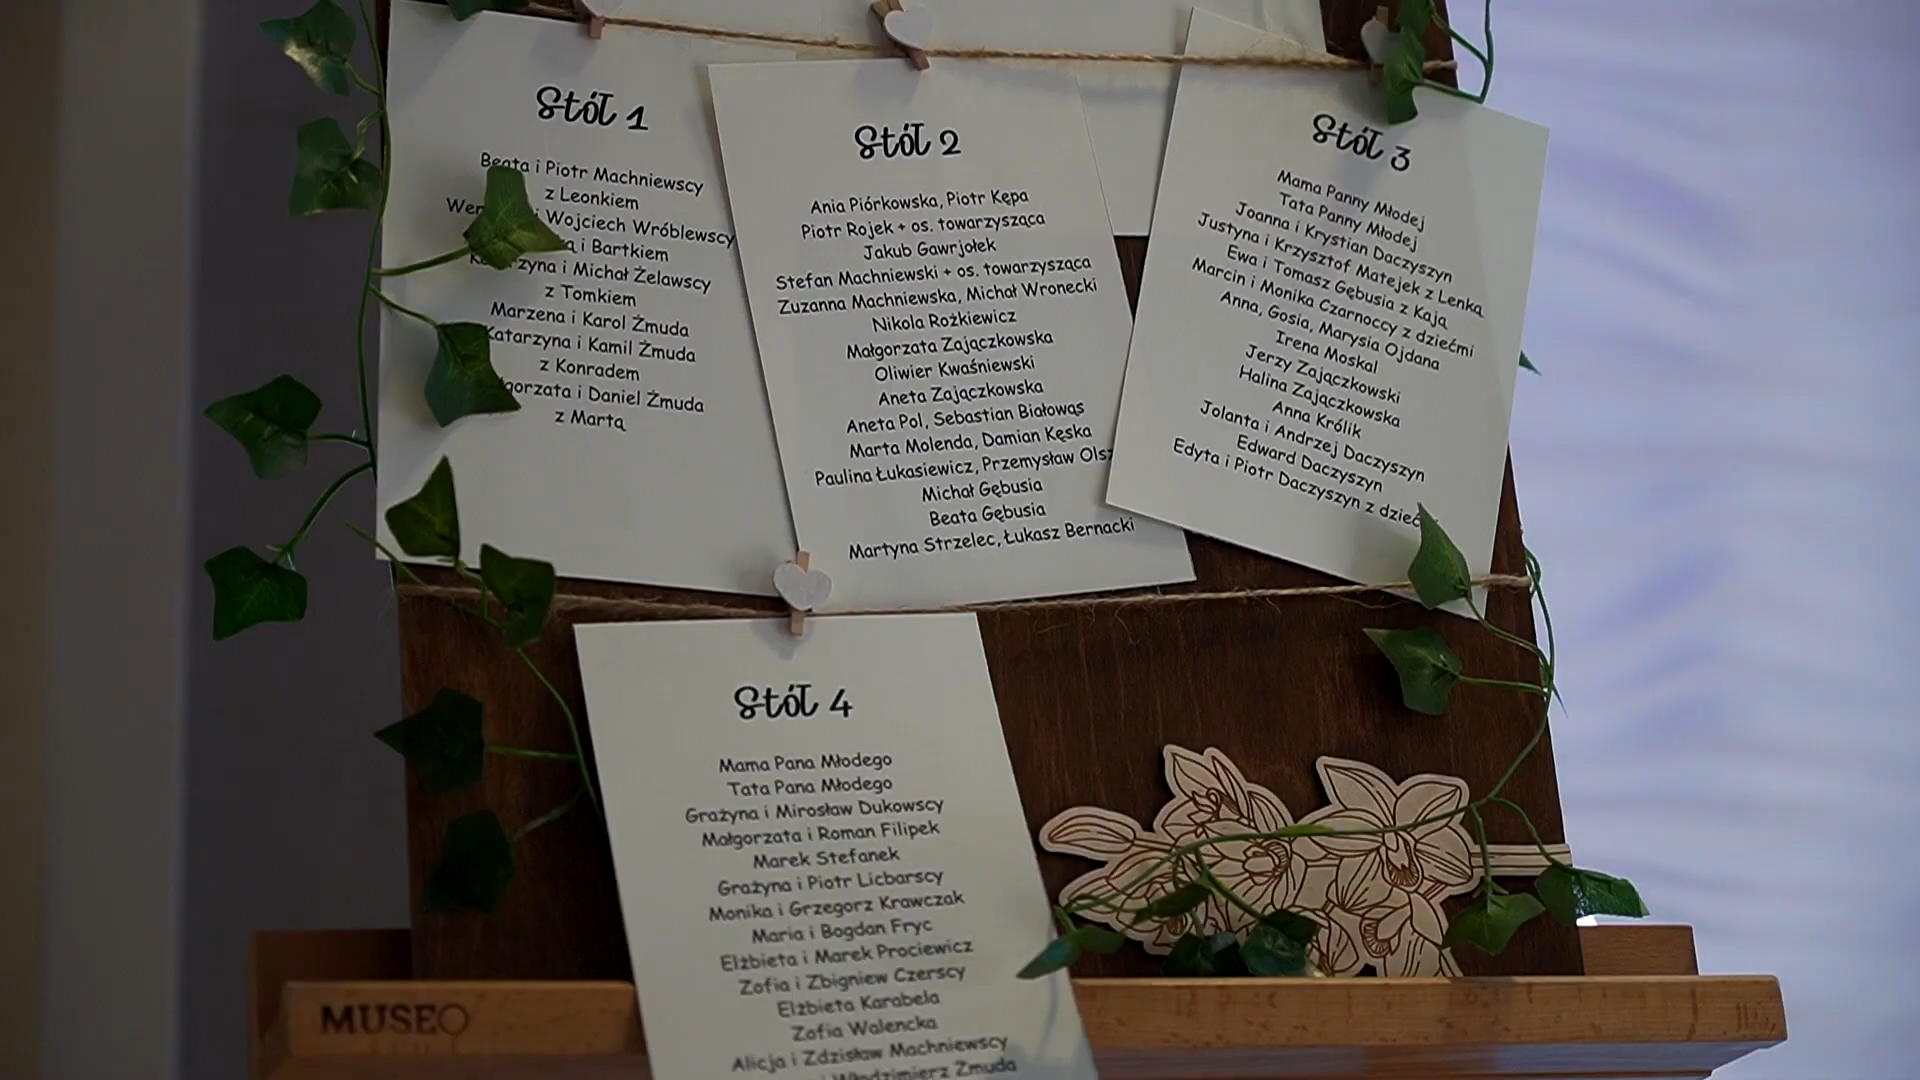 Stół 1
Beata i Piotr Machniewscy
z Leonkiem
i Wojciech Wróblewscy
i Bartkiem
i Michał Żelawscy
z Tomkiem
Marzena i Karol Żmuda
Katarzyna i Kamil Żmuda
z Konradem
i Daniel Żmuda
z Martą
Stół 2
Ania Piórkowska, Piotr Kępa
Piotr Rojek + os. towarzysząca
Jakub Gawrjołek
Stefan Machniewski + os. towarzysząca
Zuzanna Machniewska, Michał Wronecki
Nikola Rożkiewicz
Małgorzata Zajączkowska
Oliwier Kwaśniewski
Aneta Zajączkowska
Aneta Pol, Sebastian Białowąs
Marta Molenda, Damian Kęska
Paulina Łukasiewicz, Przemysław
Michał Gębusia
Beata Gębusia
Martyna Strzelec, Łukasz Bernacki
Stół 3
Mama Panny Młodej
Tata Panny Młodej
Joanna i Krystian Daczyszyn
Justyna i Krzysztof Matejek z Lenką
Ewa i Tomasz Gębusia z Kają
Marcin i Monika Czarnoccy z dziećmi
Anna, Gosia, Marysia Ojdana
Irena Moskal
Jerzy Zajączkowski
Halina Zajączkowska
Anna Królik
Jolanta i Andrzej Daczyszyn
Edward Daczyszyn
Edyta i Piotr Daczyszyn z
Stół 4
Mama Pana Młodego
Tata Pana Młodego
Grażyna i Mirosław Dukowscy
Małgorzata i Roman Filipek
Marek Stefanek
Grażyna i Piotr Licbarscy
Monika i Grzegorz Krawczak
Maria i Bogdan Fryc
Elżbieta i Marek Prociewicz
Zofia i Zbigniew Czerscy
Elżbieta Karabela
Zofia Walencka
Alicja i Zdzisław Machniewscy
i Włodzimierz Żmuda
MUSEO